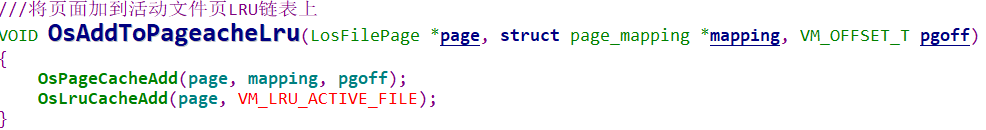 ///将页面加到活动文件页LRU链表上
VOID OsAddToPageacheLru(LosFilePage *page, struct page_mapping *mapping, VM_OFFSET_T pgoff)
{
    OsPageCacheAdd(page, mapping, pgoff);
    OsLruCacheAdd(page, VM_LRU_ACTIVE_FILE);
}